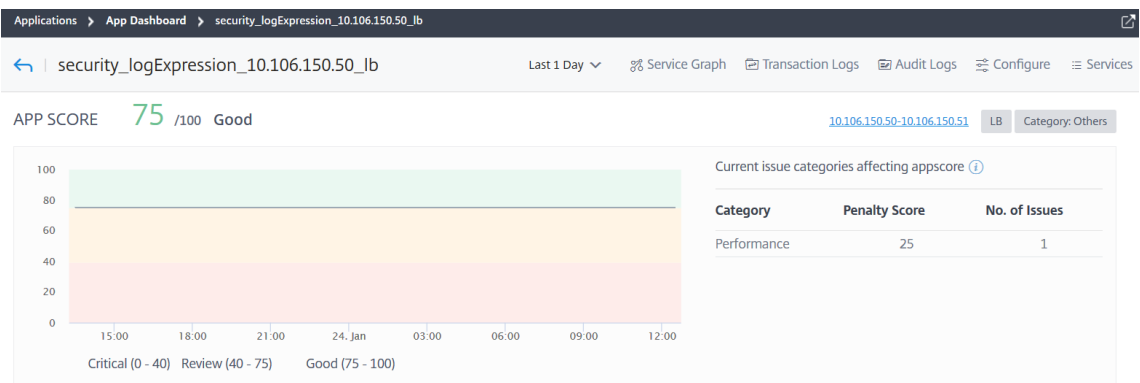 Applications > App Dashboard > security_logExpression_10.106.150.50_lb
security_logExpression_10.106.150.50_lb Last 1 Day Service Graph Transaction Logs Audit Logs Configure Services
APP SCORE 75 /100 Good 10.106.150.50-10.106.150.51 LB Category: Others
Current issue categories affecting appscore
Category Penalty Score No. of Issues
Performance 25 1
100
80
60
40
20
0
15:00 18:00 21:00 24. Jan 03:00 06:00 09:00 12:00
Critical (0 - 40) Review (40 - 75) Good (75 - 100)